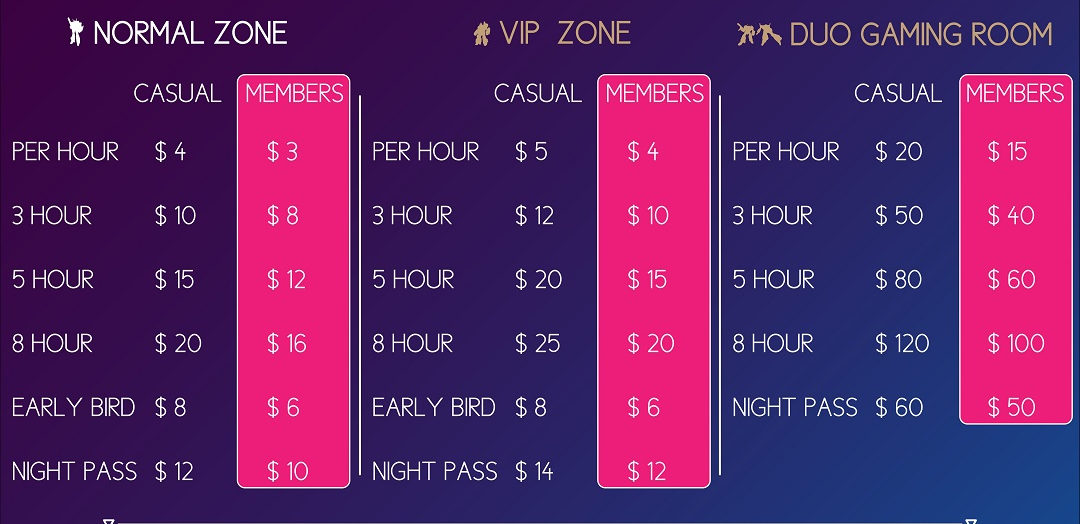 NORMAL ZONE
CASUAL MEMBERS
PER HOUR $ 4 $ 3
3 HOUR $ 10 $ 8
5 HOUR $ 15 $ 12
8 HOUR $ 20 $ 16
EARLY BIRD $ 8 $ 6
NIGHT PASS $ 12 $ 10
VIP ZONE
CASUAL MEMBERS
PER HOUR $ 5 $ 4
3 HOUR $ 12 $ 10
5 HOUR $ 20 $ 15
8 HOUR $ 25 $ 20
EARLY BIRD $ 8 $ 6
NIGHT PASS $ 14 $ 12
DUO GAMING ROOM
CASUAL MEMBERS
PER HOUR $ 20 $ 15
3 HOUR $ 50 $ 40
5 HOUR $ 80 $ 60
8 HOUR $ 120 $ 100
NIGHT PASS $ 60 $ 50